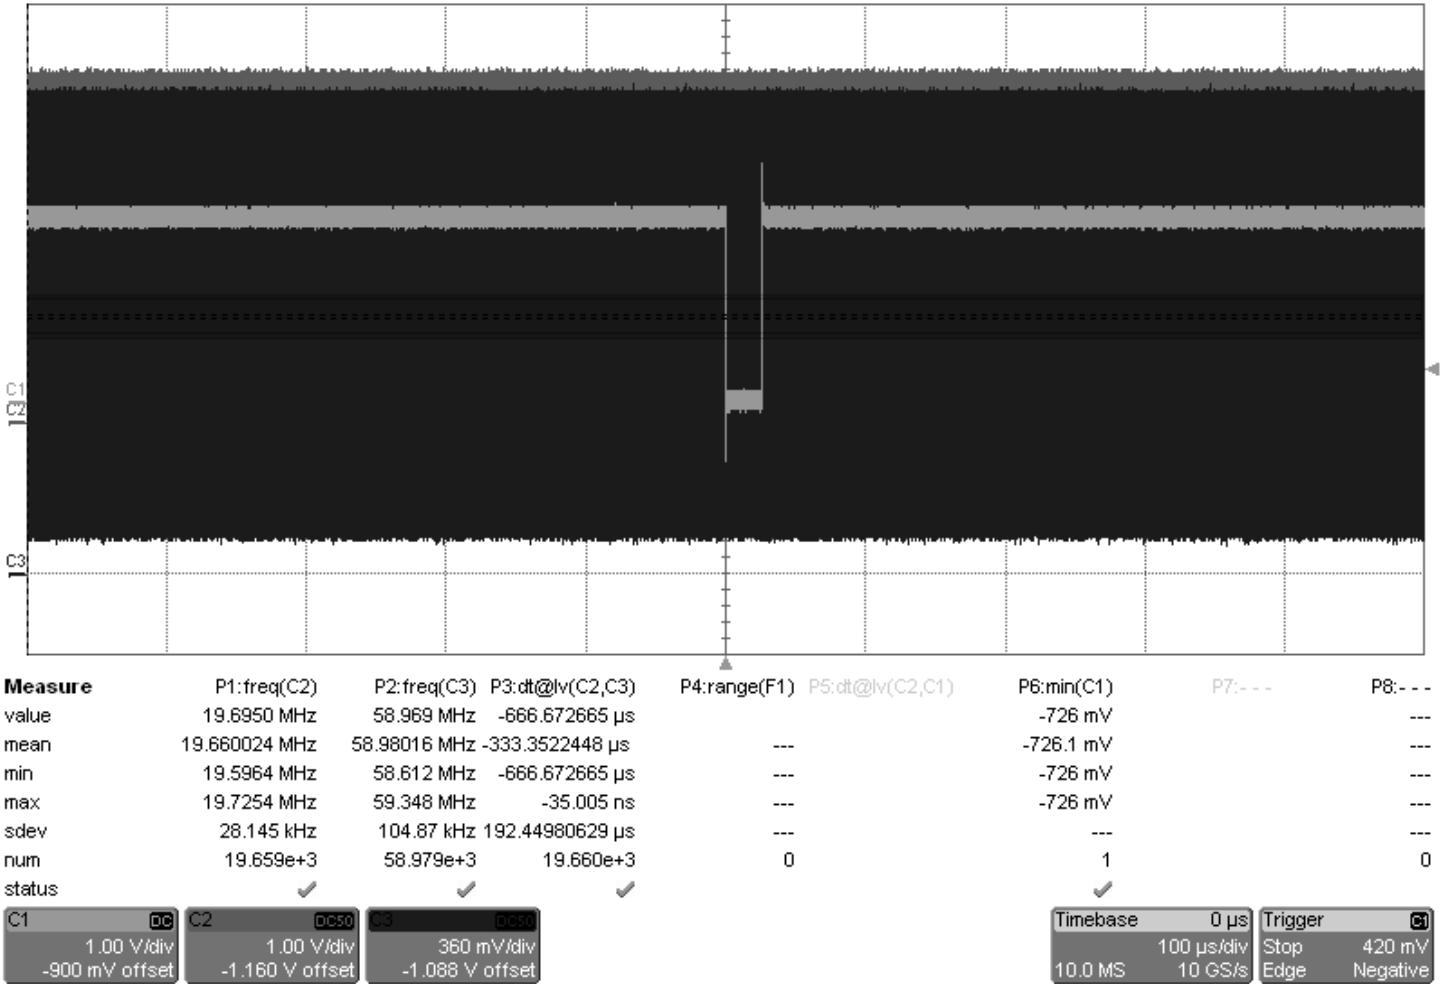 C1
C2
C3
Measure P1:freq(C2) P2:freq(C3) P3:dt@lv(C2,C3) P4:range(F1) P5:dt@lv(C2,C1) P6:min(C1) P7:- - - P8:- - -
value 19.6950 MHz 58.969 MHz -666.672665 µs -726 mV ---
mean 19.660024 MHz 58.98016 MHz -333.3522448 µs --- -726.1 mV ---
min 19.5964 MHz 58.612 MHz -666.672665 µs --- -726 mV ---
max 19.7254 MHz 59.348 MHz -35.005 ns --- -726 mV ---
sdev 28.145 kHz 104.87 kHz 192.44980629 µs --- --- ---
num 19.659e+3 58.979e+3 19.660e+3 0 1 0
status
C1 DC C2 DC50 C3 DC50 Timebase 0 µs Trigger C1
1.00 V/div 1.00 V/div 360 mV/div 100 µs/div Stop 420 mV
-900 mV offset -1.160 V offset -1.088 V offset 10.0 MS 10 GS/s Edge Negative